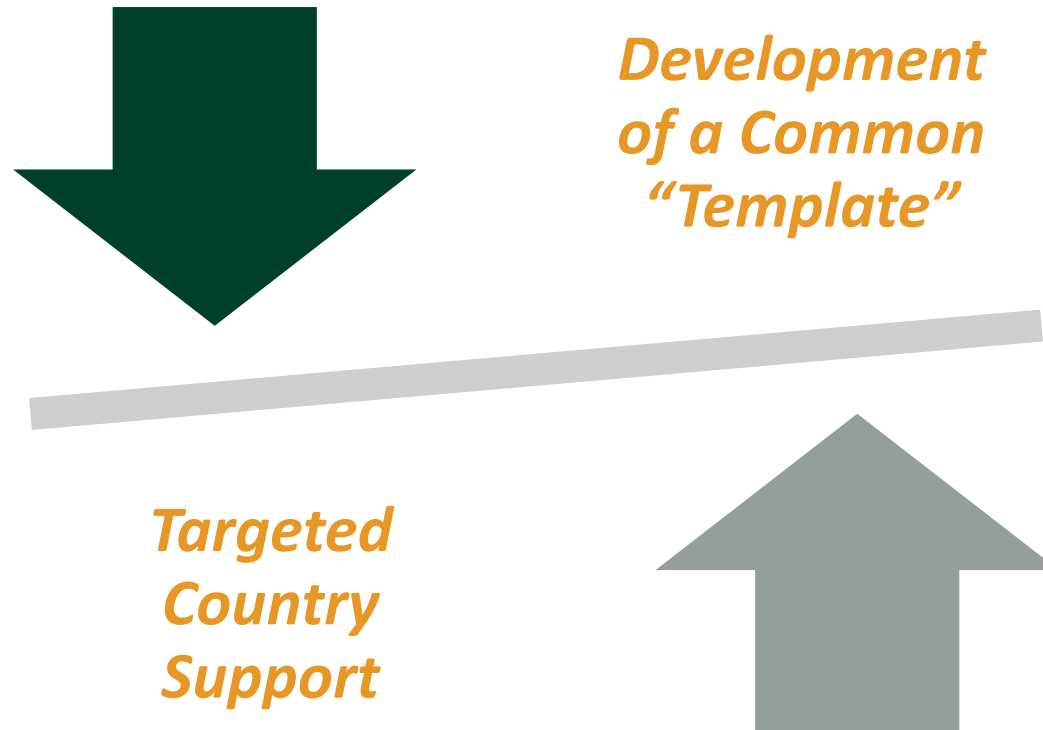 Development
of a Common
“Template”
Targeted
Country
Support